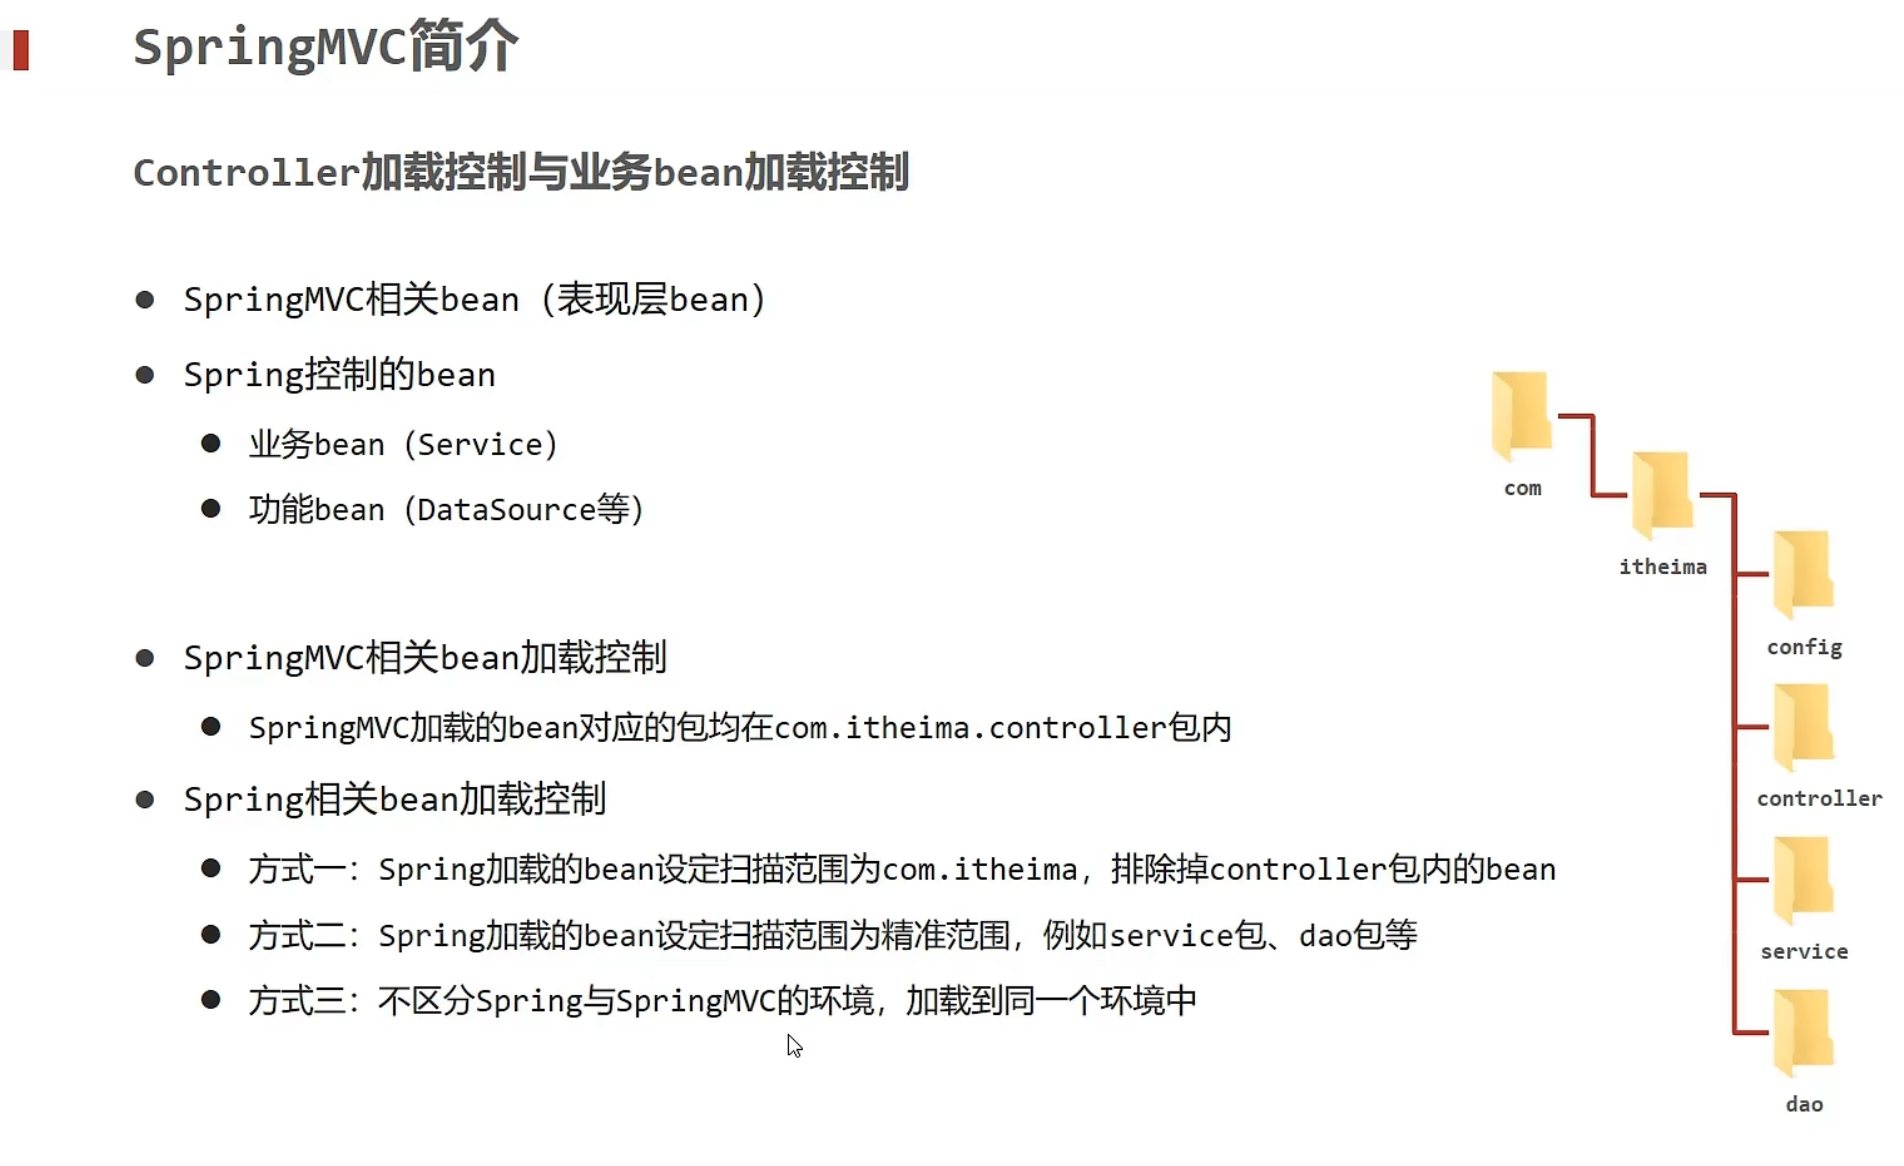 SpringMVC简介
Controller加载控制与业务bean加载控制
SpringMVC相关bean（表现层bean）
Spring控制的bean
业务bean（Service）
功能bean（DataSource等）
SpringMVC相关bean加载控制
SpringMVC加载的bean对应的包均在com.itheima.controller包内
Spring相关bean加载控制
方式一：Spring加载的bean设定扫描范围为com.itheima，排除掉controller包内的bean
方式二：Spring加载的bean设定扫描范围为精准范围，例如service包、dao包等
方式三：不区分Spring与SpringMVC的环境，加载到同一个环境中
com
itheima
config
controller
service
dao